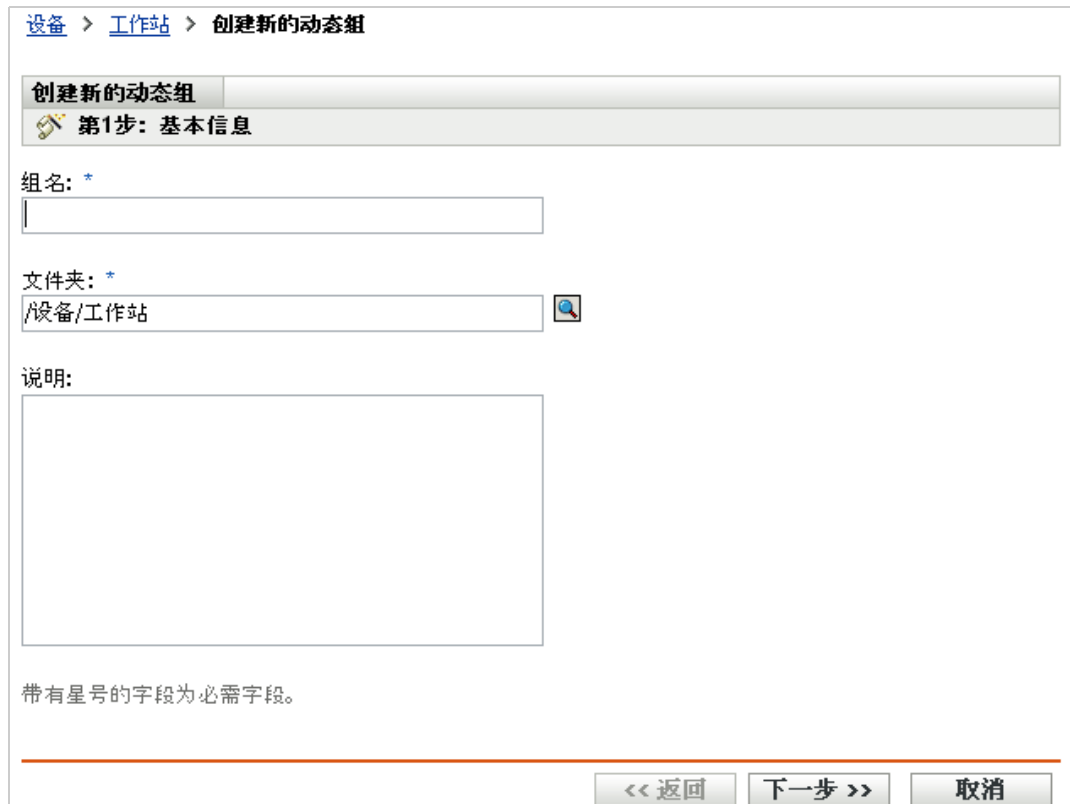 设备 > 工作站 > 创建新的动态组
创建新的动态组
第1步: 基本信息
组名: *
文件夹: *
/设备/工作站
说明:
带有星号的字段为必需字段。
<< 返回 下一步 >> 取消